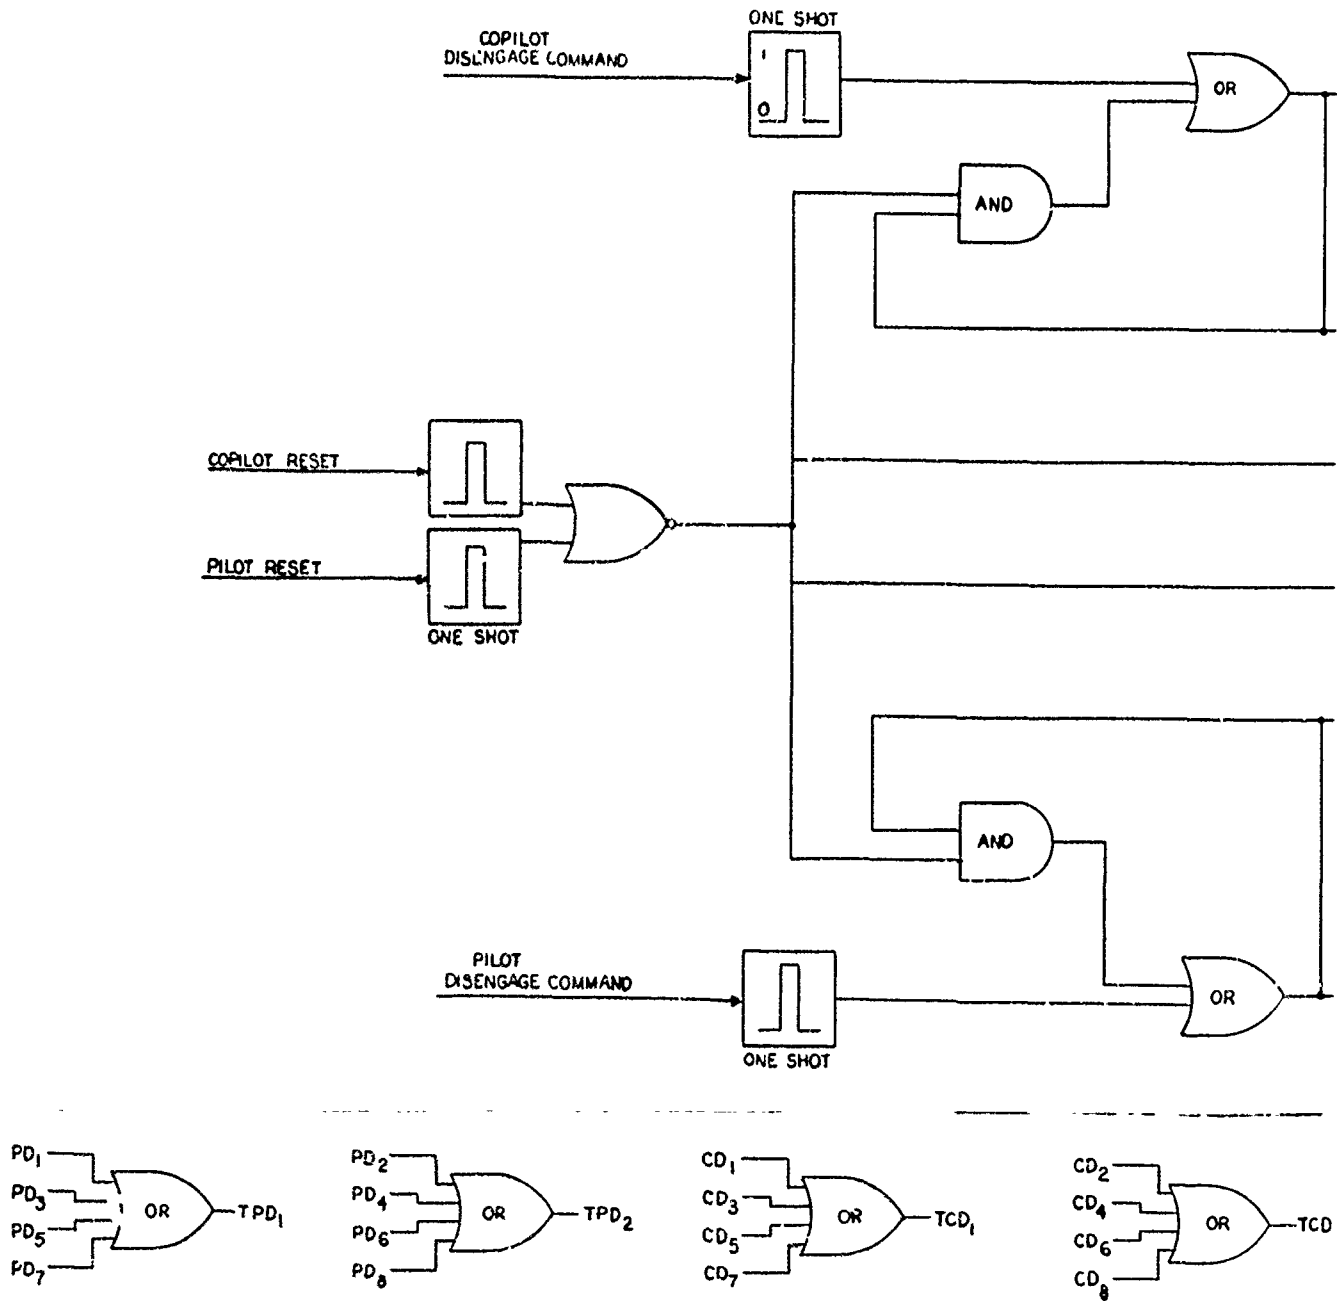 ONE SHOT
COPILOT
DISENGAGE COMMAND
1
0
OR
AND
COPILOT RESET
PILOT RESET
ONE SHOT
AND
PILOT
DISENGAGE COMMAND
OR
ONE SHOT
PD1
PD3
PD5
PD7
OR
TPD1
PD2
PD4
PD6
PD8
OR
TPD2
CD1
CD3
CD5
CD7
OR
TCD1
CD2
CD4
CD6
CD8
OR
TCD